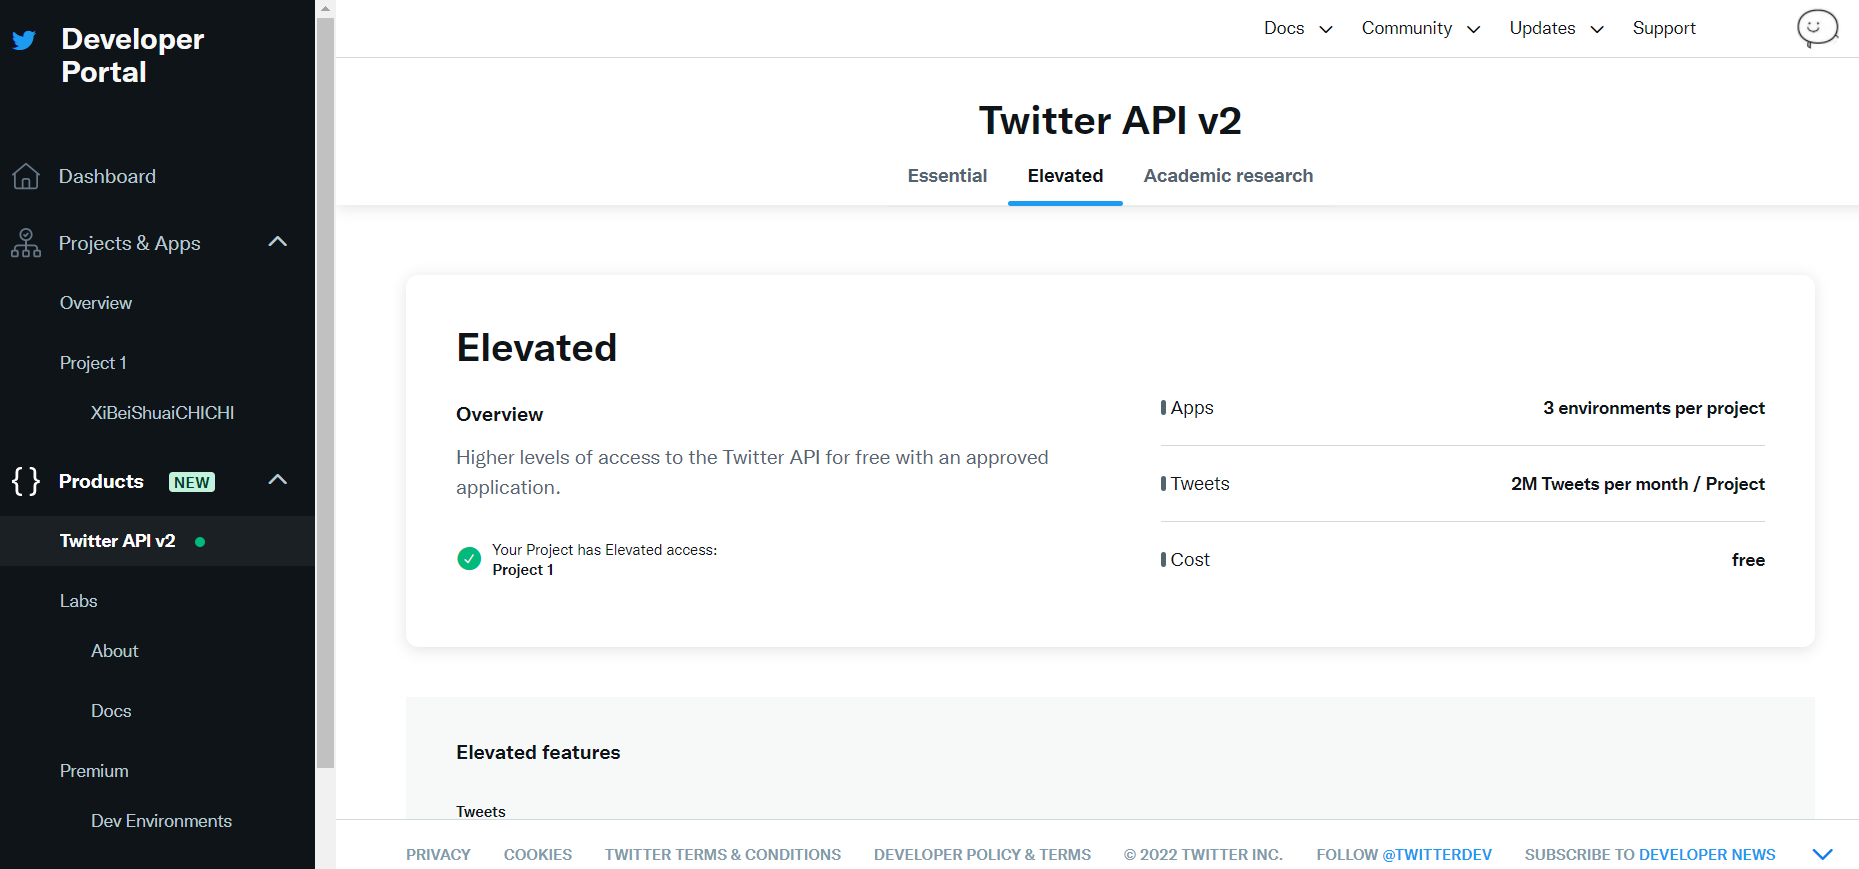 Developer
Portal
Dashboard
Projects & Apps
Overview
Project 1
XiBeiShuaiCHICHI
Products NEW
Twitter API v2
Labs
About
Docs
Premium
Dev Environments
Docs Community Updates Support
Twitter API v2
Essential Elevated Academic research
Elevated
Overview
Higher levels of access to the Twitter API for free with an approved
application.
Your Project has Elevated access:
Project 1
Apps 3 environments per project
Tweets 2M Tweets per month / Project
Cost free
Elevated features
Tweets
PRIVACY COOKIES TWITTER TERMS & CONDITIONS DEVELOPER POLICY & TERMS © 2022 TWITTER INC. FOLLOW @TWITTERDEV SUBSCRIBE TO DEVELOPER NEWS